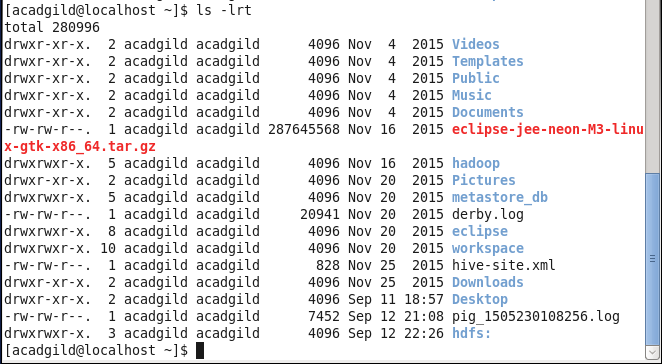 [acadgild@localhost ~]$ ls -lrt
total 280996
drwxr-xr-x.  2 acadgild acadgild      4096 Nov  4  2015 Videos
drwxr-xr-x.  2 acadgild acadgild      4096 Nov  4  2015 Templates
drwxr-xr-x.  2 acadgild acadgild      4096 Nov  4  2015 Public
drwxr-xr-x.  2 acadgild acadgild      4096 Nov  4  2015 Music
drwxr-xr-x.  2 acadgild acadgild      4096 Nov  4  2015 Documents
-rw-rw-r--.  1 acadgild acadgild 287645568 Nov 16  2015 eclipse-jee-neon-M3-linu
x-gtk-x86_64.tar.gz
drwxrwxr-x.  5 acadgild acadgild      4096 Nov 16  2015 hadoop
drwxr-xr-x.  2 acadgild acadgild      4096 Nov 20  2015 Pictures
drwxrwxr-x.  5 acadgild acadgild      4096 Nov 20  2015 metastore_db
-rw-rw-r--.  1 acadgild acadgild     20941 Nov 20  2015 derby.log
drwxrwxr-x.  8 acadgild acadgild      4096 Nov 20  2015 eclipse
drwxrwxr-x. 10 acadgild acadgild      4096 Nov 20  2015 workspace
-rw-rw-r--.  1 acadgild acadgild       828 Nov 25  2015 hive-site.xml
drwxr-xr-x.  2 acadgild acadgild      4096 Nov 25  2015 Downloads
drwxr-xr-x.  2 acadgild acadgild      4096 Sep 11 18:57 Desktop
-rw-rw-r--.  1 acadgild acadgild      7452 Sep 12 21:08 pig_1505230108256.log
drwxrwxr-x.  3 acadgild acadgild      4096 Sep 12 22:26 hdfs:
[acadgild@localhost ~]$